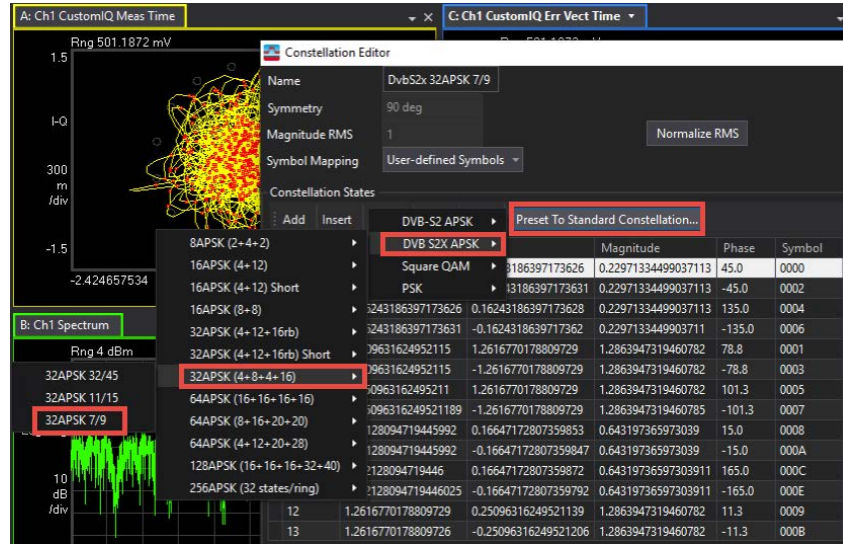 A: Ch1 CustomIQ Meas Time
C: Ch1 CustomIQ Err Vect Time
Rng 501.1872 mV
1.5
I-Q
300
m
/div
-1.5
-2.424657534
Constellation Editor
Name DvbS2x 32APSK 7/9
Symmetry 90 deg
Magnitude RMS 1 Normalize RMS
Symbol Mapping User-defined Symbols
Constellation States
Add Insert Preset To Standard Constellation...
DVB-S2 APSK
DVB S2X APSK
Square QAM
PSK
8APSK (2+4+2)
16APSK (4+12)
16APSK (4+12) Short
16APSK (8+8)
32APSK (4+12+16rb)
32APSK (4+12+16rb) Short
32APSK (4+8+4+16)
64APSK (16+16+16+16)
64APSK (8+16+20+20)
64APSK (4+12+20+28)
128APSK (16+16+16+32+40)
256APSK (32 states/ring)
32APSK 32/45
32APSK 11/15
32APSK 7/9
B: Ch1 Spectrum
Rng 4 dBm
10
dB
/div
Magnitude Phase Symbol
0.22971334499037113 45.0 0000
0.22971334499037113 -45.0 0002
0.16243186397173628 0.22971334499037113 135.0 0004
-0.1624318639717362 0.2297133449903711 -135.0 0006
1.2616770178809729 1.2863947319460782 78.8 0001
-1.2616770178809729 1.2863947319460782 -78.8 0003
1.2616770178809729 1.2863947319460782 101.3 0005
-1.2616770178809729 1.2863947319460785 -101.3 0007
0.16647172807359853 0.643197365973039 15.0 0008
-0.16647172807359847 0.643197365973039 -15.0 000A
0.16647172807359872 0.6431973659730 3911 165.0 000C
-0.16647172807359792 0.64319736597303911 -165.0 000E
12 1.2616770178809729 0.25096316249521139 1.2863947319460782 11.3 0009
13 1.2616770178809726 -0.25096316249521206 1.2863947319460782 -11.3 000B